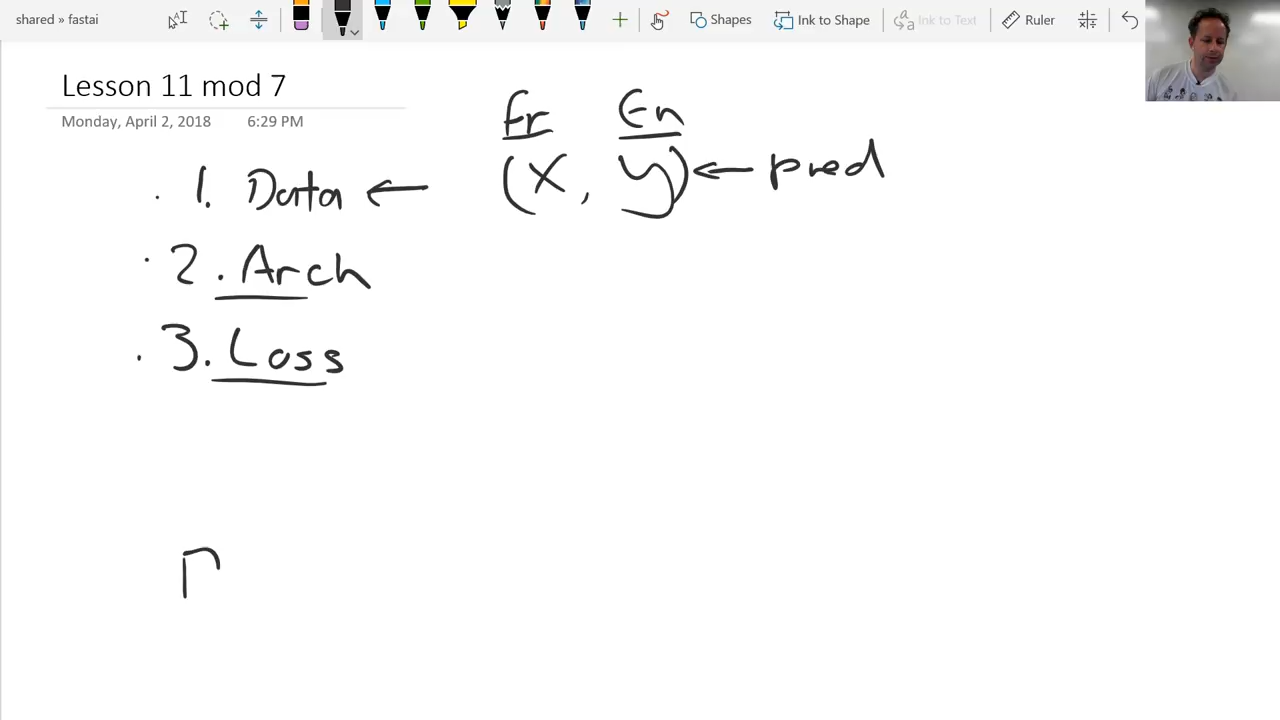 shared » fastai
Shapes Ink to Shape Ink to Text Ruler
Lesson 11 mod 7
Monday, April 2, 2018 6:29 PM
Fr En
(x, y) ← pred
1. Data ←
2. Arch
3. Loss